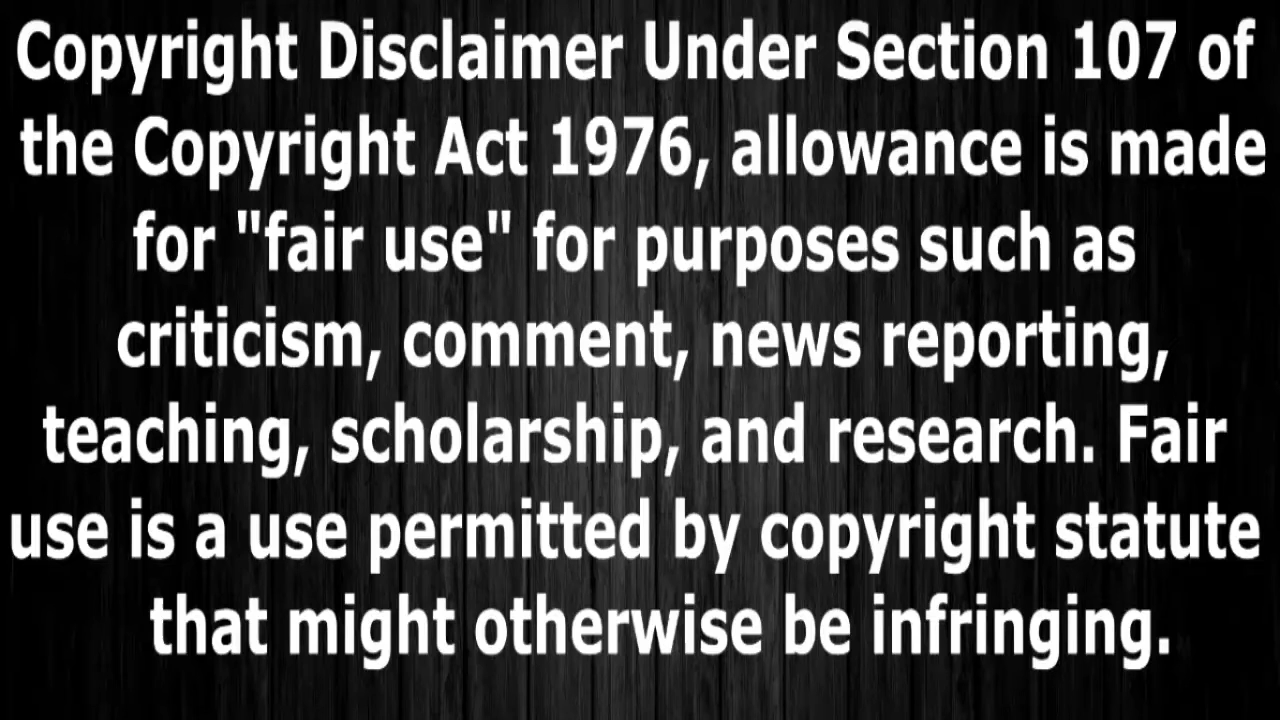 Copyright Disclaimer Under Section 107 of
the Copyright Act 1976, allowance is made
for "fair use" for purposes such as
criticism, comment, news reporting,
teaching, scholarship, and research. Fair
use is a use permitted by copyright statute
that might otherwise be infringing.